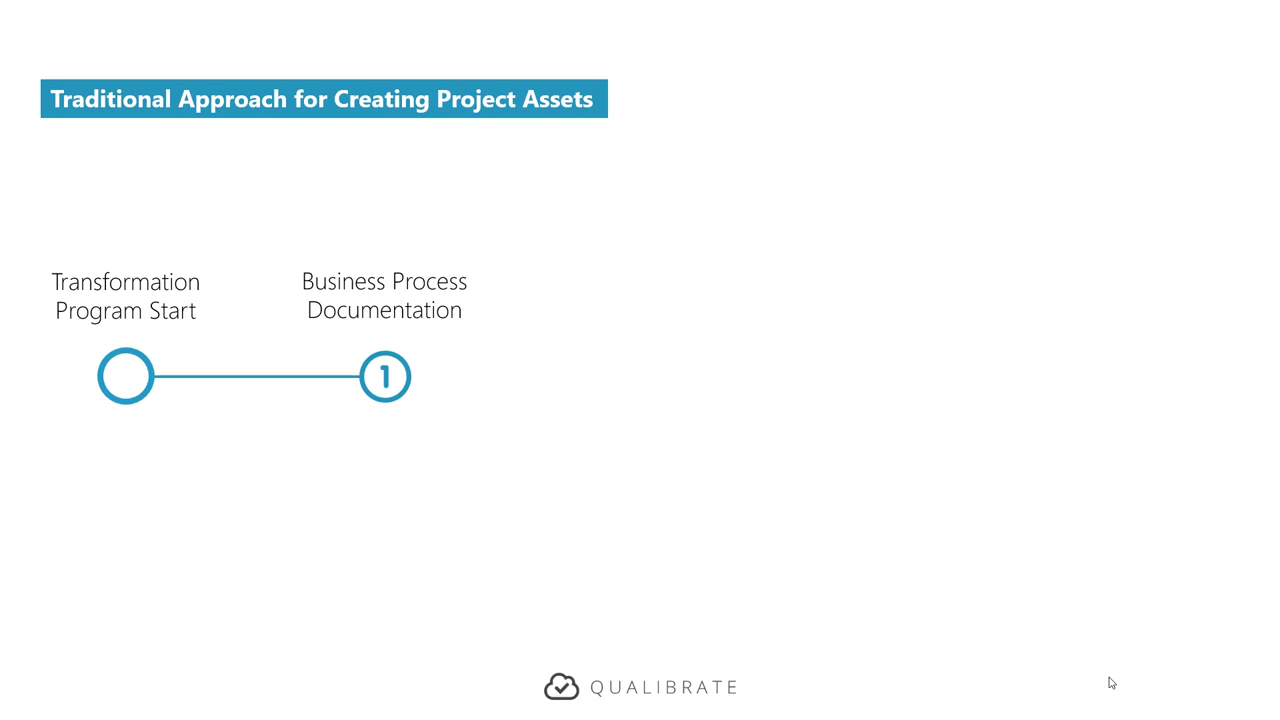 Traditional Approach for Creating Project Assets
Transformation
Program Start
Business Process
Documentation
1
QUALIBRATE